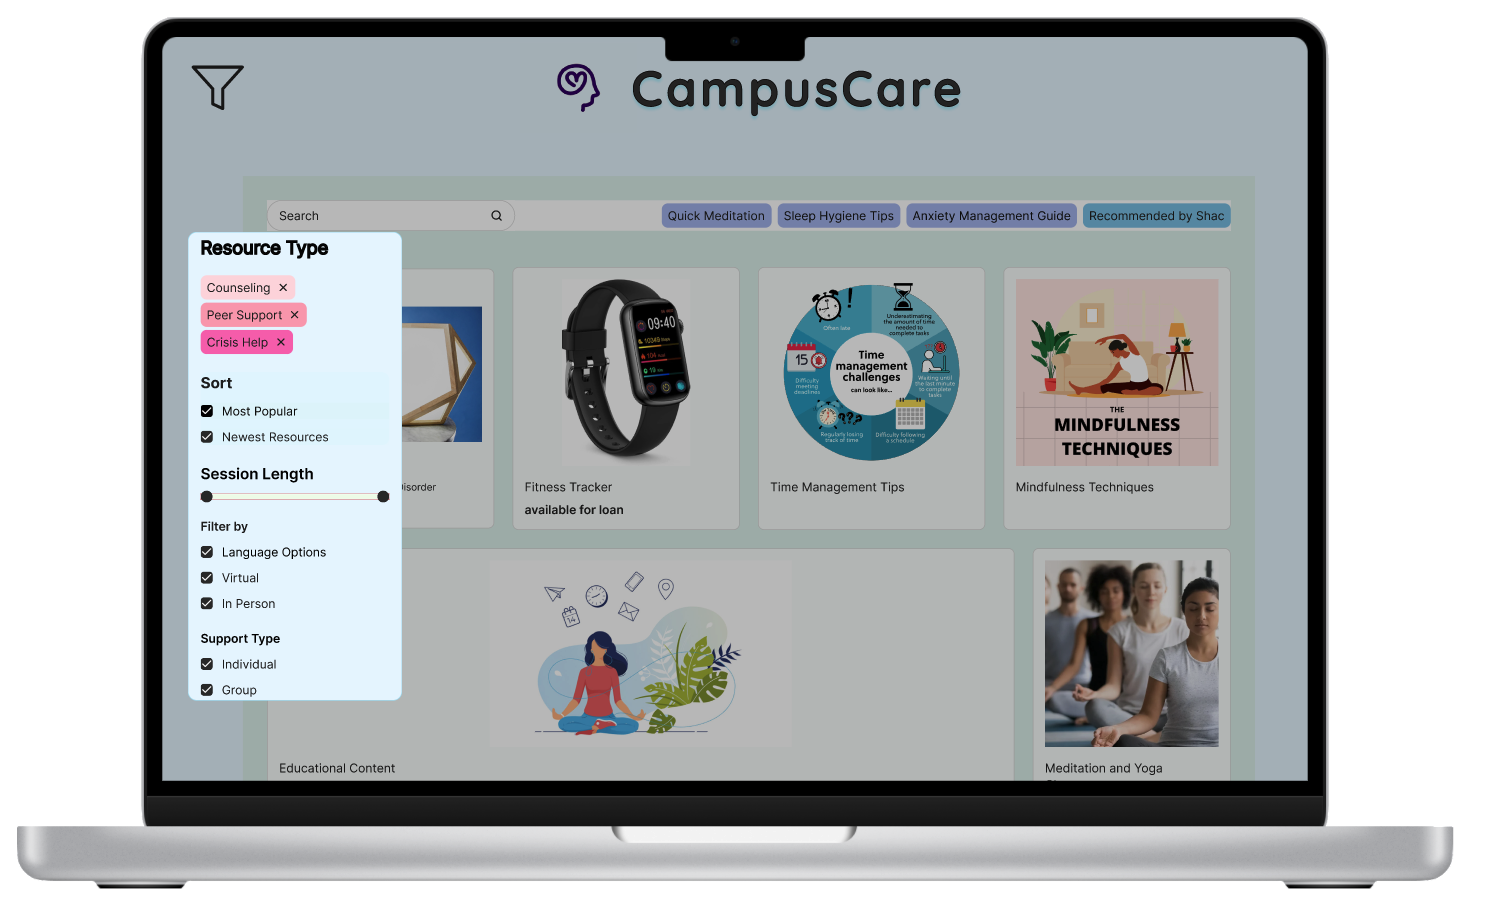 CampusCare
Search
Quick Meditation
Sleep Hygiene Tips
Anxiety Management Guide
Recommended by Shac
Resource Type
Counseling
Peer Support
Crisis Help
Sort
Most Popular
Newest Resources
Session Length
Filter by
Language Options
Virtual
In Person
Support Type
Individual
Group
09:40
Fitness Tracker
available for loan
Often late
Underestimating
the amount of time
needed to
complete tasks
15
Difficulty
meeting
deadlines
Time
management
challenges
can look like...
Waiting until
the last minute
to complete
tasks
Regularly losing
track of time
Difficulty following
a schedule
Time Management Tips
THE
MINDFULNESS
TECHNIQUES
Mindfulness Techniques
14
Educational Content
Meditation and Yoga